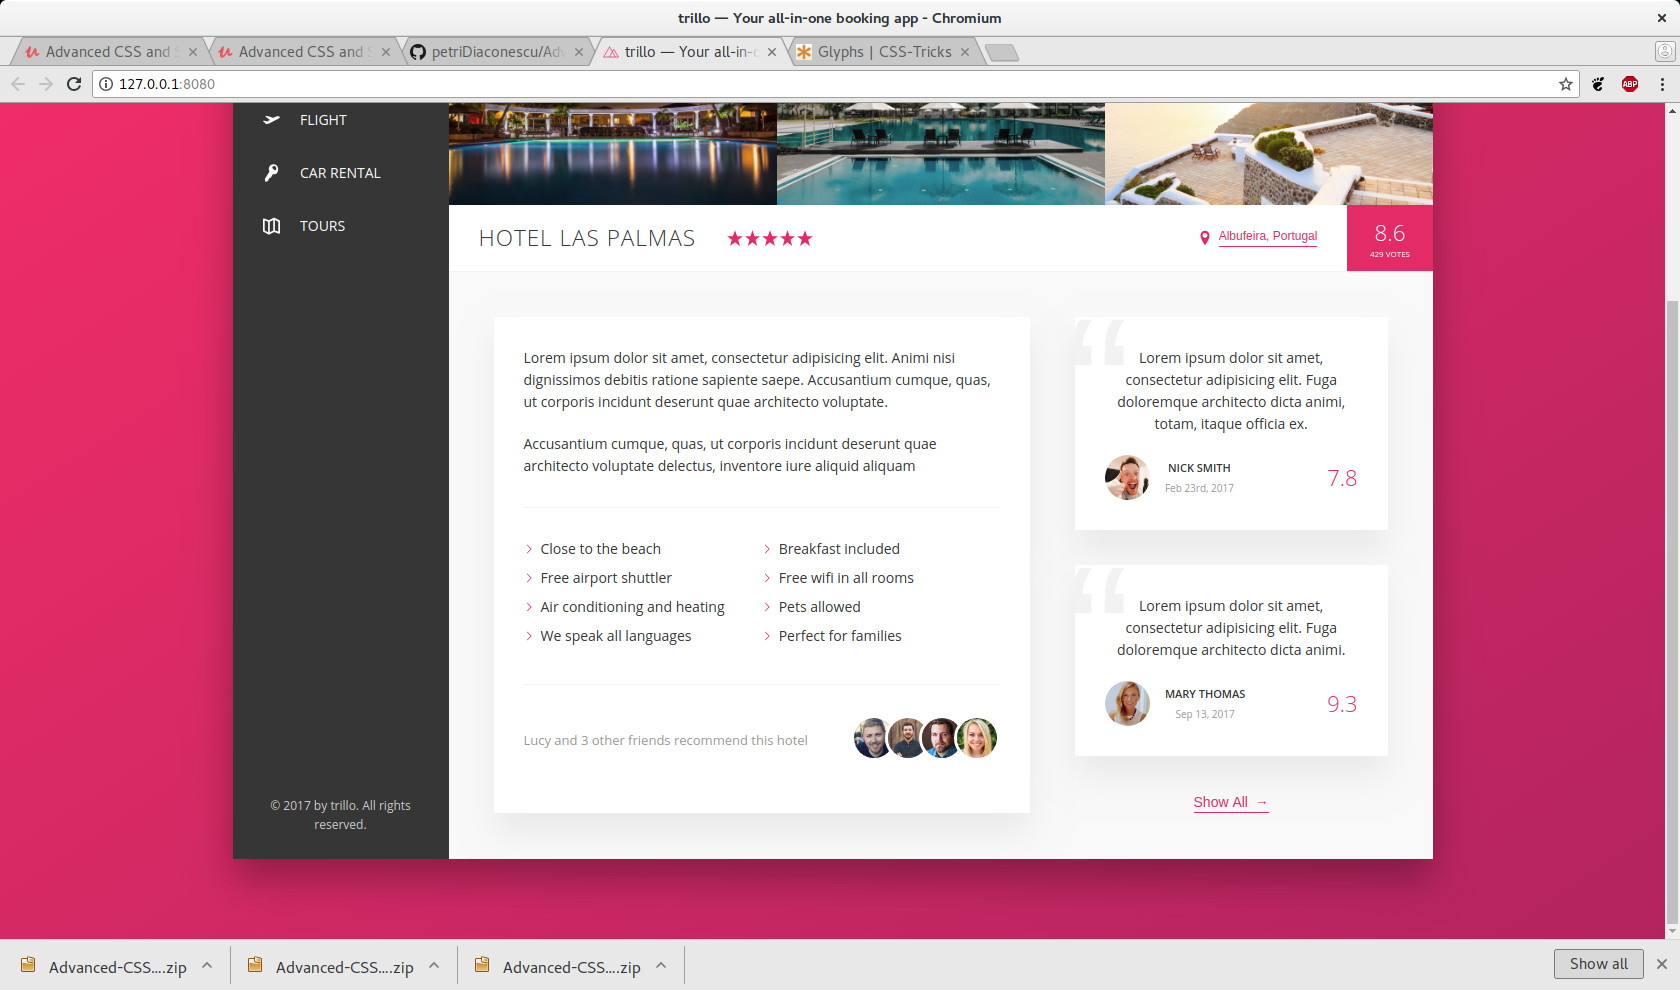 trillo — Your all-in-one booking app - Chromium
Advanced CSS and S
Advanced CSS and S
petriDiaconescu/Adv
trillo — Your all-in-o
Glyphs | CSS-Tricks
127.0.0.1:8080
ABP
FLIGHT
CAR RENTAL
TOURS
HOTEL LAS PALMAS
Albufeira, Portugal
8.6
429 VOTES
Lorem ipsum dolor sit amet, consectetur adipisicing elit. Animi nisi
dignissimos debitis ratione sapiente saepe. Accusantium cumque, quas,
ut corporis incidunt deserunt quae architecto voluptate.
Accusantium cumque, quas, ut corporis incidunt deserunt quae
architecto voluptate delectus, inventore iure aliquid aliquam
Close to the beach
Free airport shuttler
Air conditioning and heating
We speak all languages
Breakfast included
Free wifi in all rooms
Pets allowed
Perfect for families
Lucy and 3 other friends recommend this hotel
“
Lorem ipsum dolor sit amet,
consectetur adipisicing elit. Fuga
doloremque architecto dicta animi,
totam, itaque officia ex.
NICK SMITH
Feb 23rd, 2017
7.8
“
Lorem ipsum dolor sit amet,
consectetur adipisicing elit. Fuga
doloremque architecto dicta animi.
MARY THOMAS
Sep 13, 2017
9.3
Show All →
© 2017 by trillo. All rights
reserved.
Advanced-CSS....zip
Advanced-CSS....zip
Advanced-CSS....zip
Show all